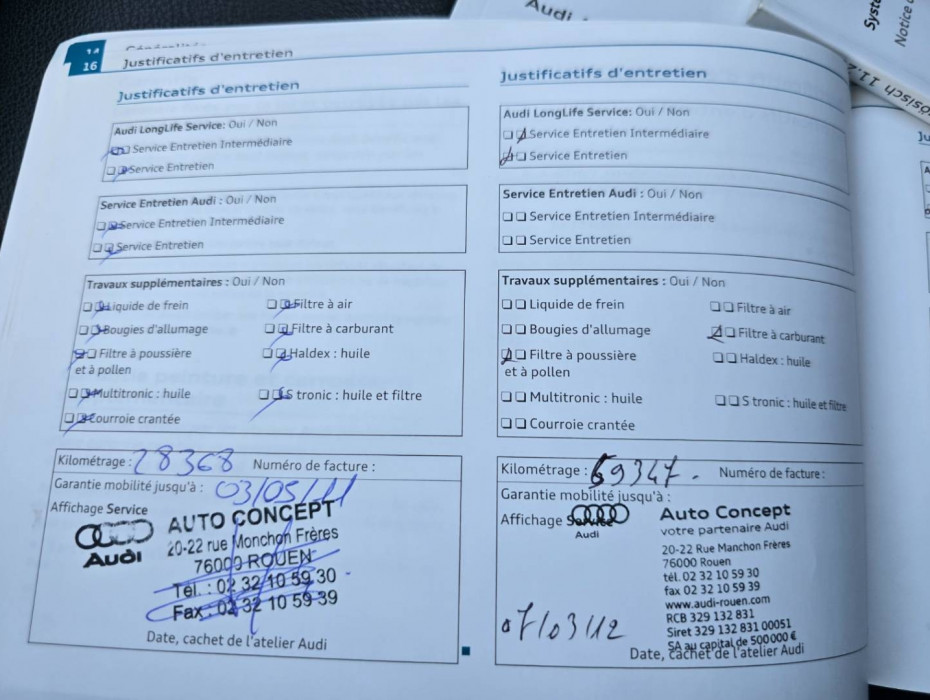 Audi
Syste
Notice
11.2
16
Justificatifs d'entretien
Justificatifs d'entretien
Audi LongLife Service: Oui / Non
Service Entretien Intermédiaire
Service Entretien
Service Entretien Audi : Oui / Non
Service Entretien Intermédiaire
Service Entretien
Travaux supplémentaires : Oui / Non
Liquide de frein
Filtre à air
Bougies d'allumage
Filtre à carburant
Filtre à poussière
et à pollen
Haldex : huile
Multitronic : huile
S tronic : huile et filtre
Courroie crantée
Kilométrage : 28368 Numéro de facture :
Garantie mobilité jusqu'à : 03/05/11
Affichage Service
Audi
AUTO CONCEPT
20-22 rue Monchon Frères
76000 ROUEN
Tél. : 02 32 10 59 30
Fax : 02 32 10 59 39
Date, cachet de l'atelier Audi
Justificatifs d'entretien
Audi LongLife Service: Oui / Non
Service Entretien Intermédiaire
Service Entretien
Service Entretien Audi : Oui / Non
Service Entretien Intermédiaire
Service Entretien
Travaux supplémentaires : Oui / Non
Liquide de frein
Filtre à air
Bougies d'allumage
Filtre à carburant
Filtre à poussière
et à pollen
Haldex : huile
Multitronic : huile
S tronic : huile et filtre
Courroie crantée
Kilométrage : 69347. Numéro de facture :
Garantie mobilité jusqu'à :
Affichage Service
Audi
Auto Concept
votre partenaire Audi
20-22 Rue Manchon Frères
76000 Rouen
tél. 02 32 10 59 30
fax 02 32 10 59 39
www.audi-rouen.com
RCB 329 132 831
Siret 329 132 831 00051
SA au capital de 500 000 €
07/03/12
Date, cachet de l'atelier Audi